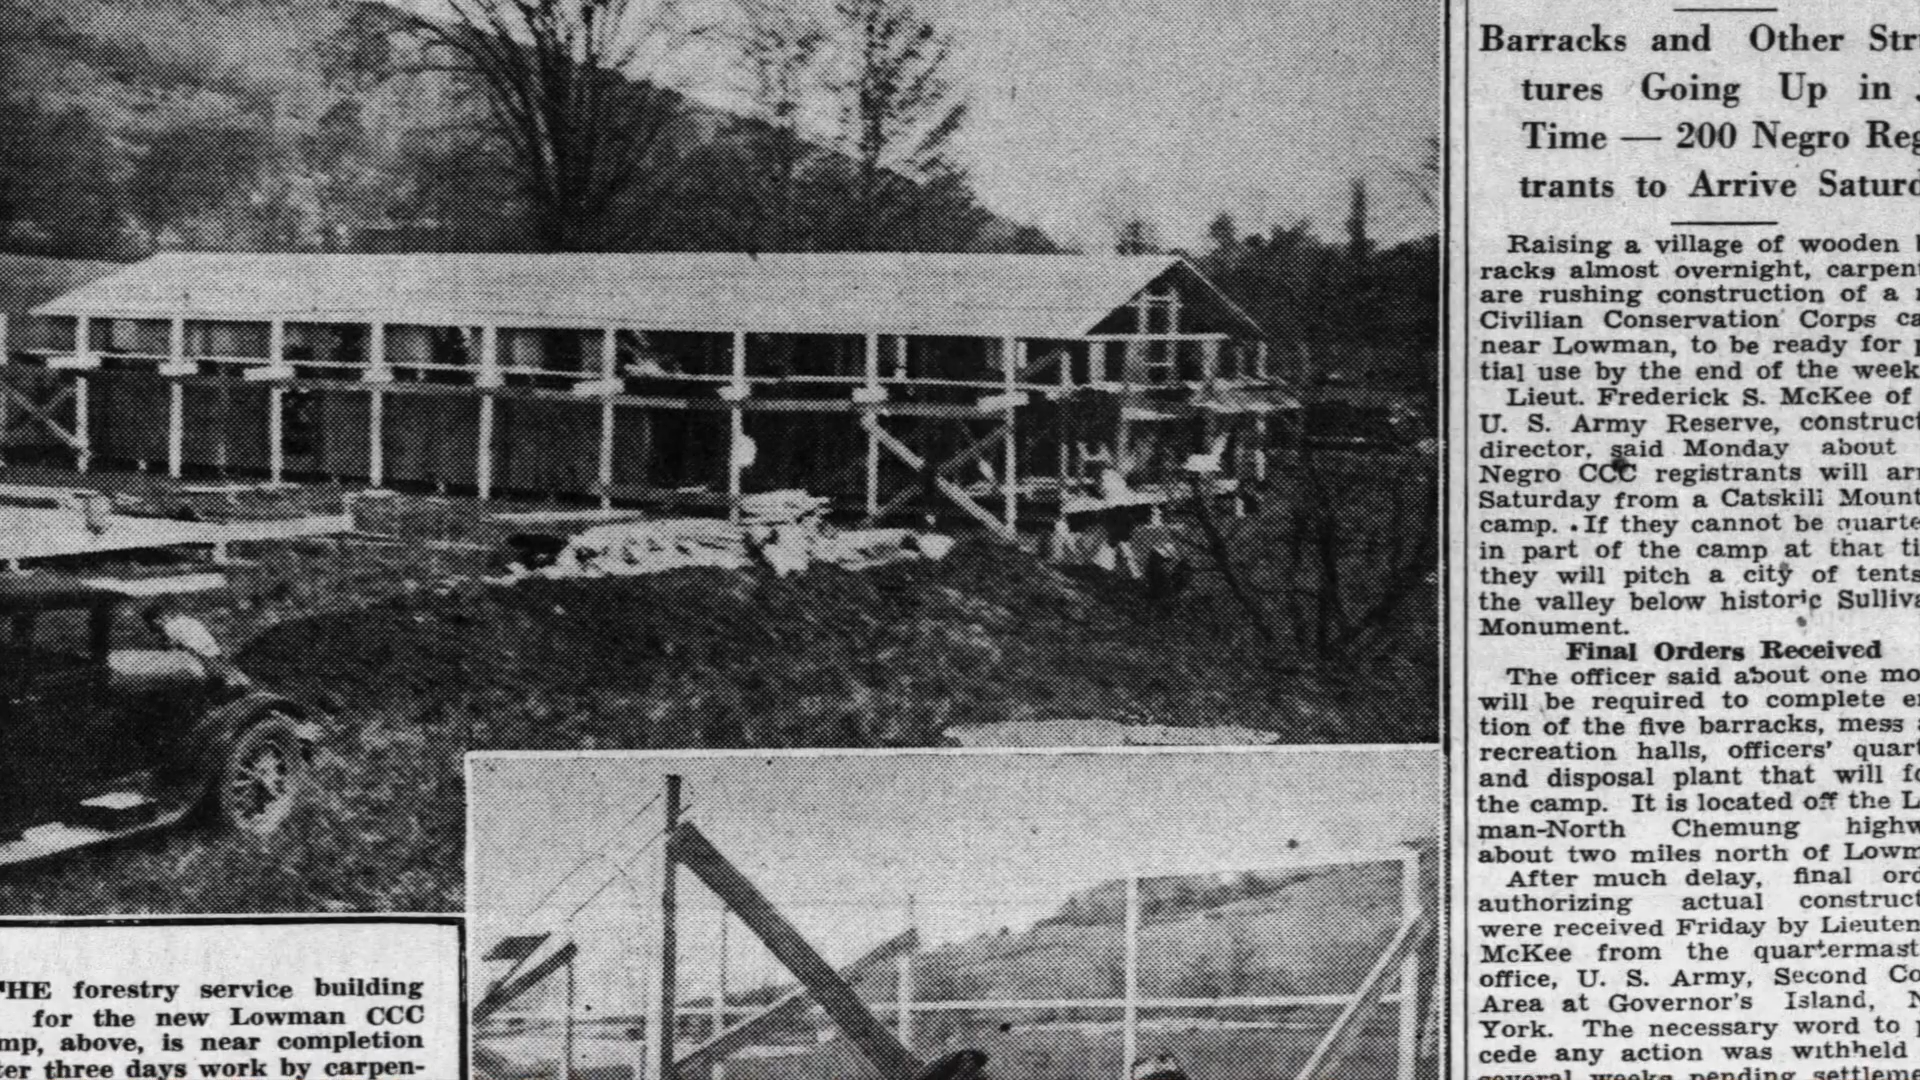 Barracks and Other Str
tures Going Up in
Time — 200 Negro Reg
trants to Arrive Saturd
Raising a village of wooden
racks almost overnight, carpent
are rushing construction of a
Civilian Conservation Corps ca
near Lowman, to be ready for p
tial use by the end of the week
Lieut. Frederick S. McKee of
U. S. Army Reserve, construct
director, said Monday about
Negro CCC registrants will arr
Saturday from a Catskill Mount
camp. If they cannot be quarte
in part of the camp at that ti
they will pitch a city of tents
the valley below historic Sulliva
Monument.
Final Orders Received
The officer said about one mo
will be required to complete er
tion of the five barracks, mess a
recreation halls, officers' quart
and disposal plant that will fo
the camp. It is located off the L
man-North Chemung highw
about two miles north of Lowm
After much delay, final ord
authorizing actual construct
were received Friday by Lieuten
McKee from the quartermast
office, U. S. Army, Second Co
Area at Governor's Island, N
York. The necessary word to p
cede any action was withheld
several weeks pending settleme
THE forestry service building
for the new Lowman CCC
mp, above, is near completion
ter three days work by carpen-